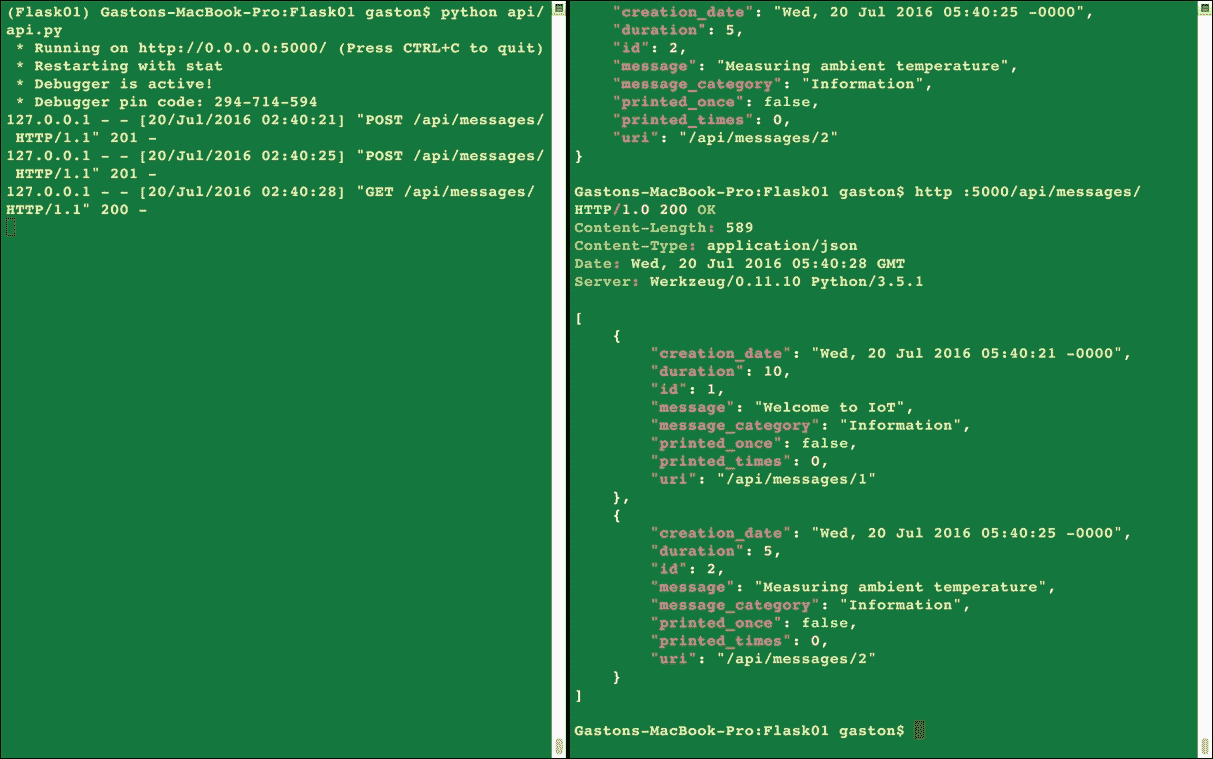 (Flask01) Gastons-MacBook-Pro:Flask01 gaston$ python api/
api.py
 * Running on http://0.0.0.0:5000/ (Press CTRL+C to quit)
 * Restarting with stat
 * Debugger is active!
 * Debugger pin code: 294-714-594
127.0.0.1 - - [20/Jul/2016 02:40:21] "POST /api/messages/
 HTTP/1.1" 201 -
127.0.0.1 - - [20/Jul/2016 02:40:25] "POST /api/messages/
 HTTP/1.1" 201 -
127.0.0.1 - - [20/Jul/2016 02:40:28] "GET /api/messages/
HTTP/1.1" 200 -
    "creation_date": "Wed, 20 Jul 2016 05:40:25 -0000",
    "duration": 5,
    "id": 2,
    "message": "Measuring ambient temperature",
    "message_category": "Information",
    "printed_once": false,
    "printed_times": 0,
    "uri": "/api/messages/2"
}
Gastons-MacBook-Pro:Flask01 gaston$ http :5000/api/messages/
HTTP/1.0 200 OK
Content-Length: 589
Content-Type: application/json
Date: Wed, 20 Jul 2016 05:40:28 GMT
Server: Werkzeug/0.11.10 Python/3.5.1
[
    {
        "creation_date": "Wed, 20 Jul 2016 05:40:21 -0000",
        "duration": 10,
        "id": 1,
        "message": "Welcome to IoT",
        "message_category": "Information",
        "printed_once": false,
        "printed_times": 0,
        "uri": "/api/messages/1"
    },
    {
        "creation_date": "Wed, 20 Jul 2016 05:40:25 -0000",
        "duration": 5,
        "id": 2,
        "message": "Measuring ambient temperature",
        "message_category": "Information",
        "printed_once": false,
        "printed_times": 0,
        "uri": "/api/messages/2"
    }
]
Gastons-MacBook-Pro:Flask01 gaston$